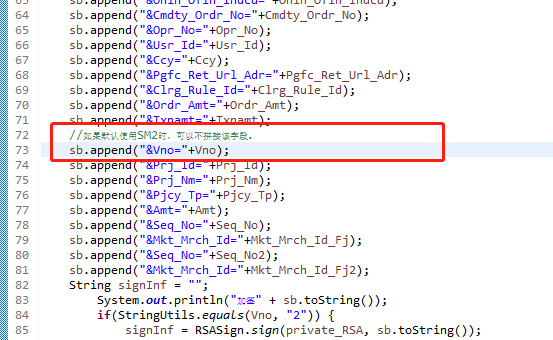 63 sb.append("&Onln_Ofln_Indcd="+Onln_Ofln_Indcd);
64 sb.append("&Cmdty_Ordr_No="+Cmdty_Ordr_No);
65 sb.append("&Opr_No="+Opr_No);
66 sb.append("&Usr_Id="+Usr_Id);
67 sb.append("&Ccy="+Ccy);
68 sb.append("&Pgfc_Ret_Url_Adr="+Pgfc_Ret_Url_Adr);
69 sb.append("&Clrg_Rule_Id="+Clrg_Rule_Id);
70 sb.append("&Ordr_Amt="+Ordr_Amt);
71 sb.append("&Txnamt="+Txnamt);
72 //如果默认使用SM2时，可以不拼接该字段。
73 sb.append("&Vno="+Vno);
74 sb.append("&Prj_Id="+Prj_Id);
75 sb.append("&Prj_Nm="+Prj_Nm);
76 sb.append("&Pjcy_Tp="+Pjcy_Tp);
77 sb.append("&Amt="+Amt);
78 sb.append("&Seq_No="+Seq_No);
79 sb.append("&Mkt_Mrch_Id="+Mkt_Mrch_Id_Fj);
80 sb.append("&Seq_No="+Seq_No2);
81 sb.append("&Mkt_Mrch_Id="+Mkt_Mrch_Id_Fj2);
82 String signInf = "";
83 System.out.println("加签" + sb.toString());
84 if(StringUtils.equals(Vno, "2")) {
85 signInf = RSASign.sign(private_RSA, sb.toString());